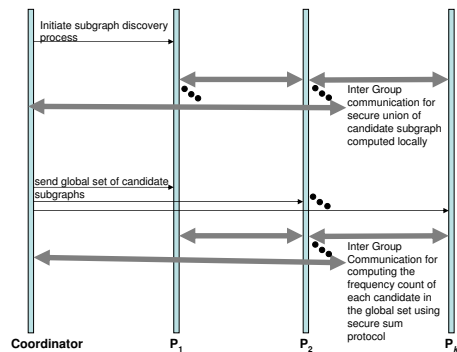 Initiate subgraph discovery
process
Inter Group
communication for
secure union of
candidate subgraph
computed locally
send global set of candidate
subgraphs
Inter Group
Communication for
computing the
frequency count of
each candidate in
the global set using
secure sum
protocol
Coordinator P1 P2 Pk